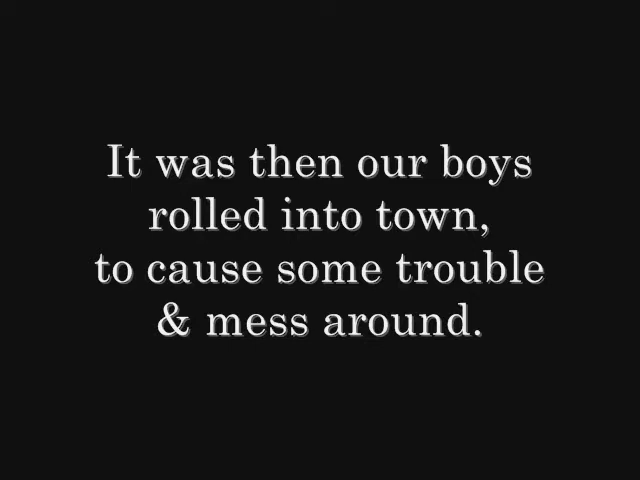 It was then our boys
rolled into town,
to cause some trouble
& mess around.